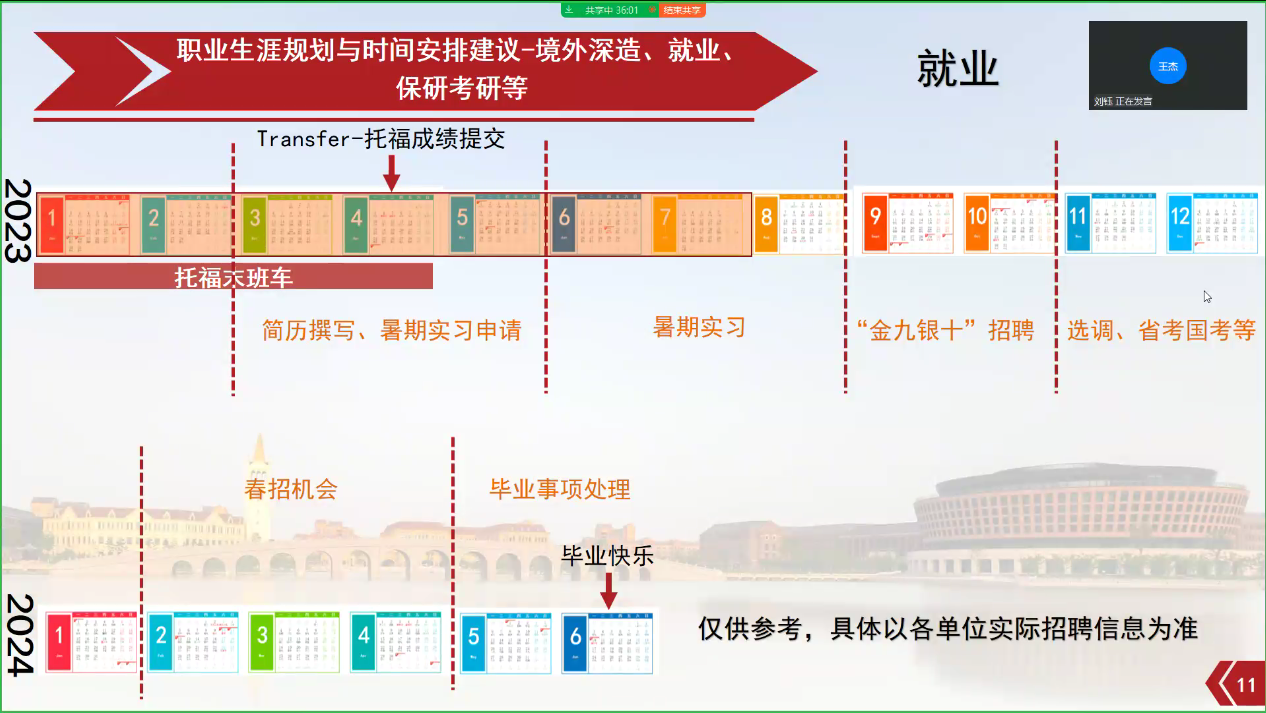 共享中 36:01 结束共享
职业生涯规划与时间安排建议-境外深造、就业、
保研考研等
就业
王杰
刘钰 正在发言
Transfer-托福成绩提交
2023
1 2 3 4 5 6 7 8 9 10 11 12
托福末班车
简历撰写、暑期实习申请
暑期实习
“金九银十”招聘
选调、省考国考等
春招机会
毕业事项处理
毕业快乐
2024
1 2 3 4 5 6
仅供参考，具体以各单位实际招聘信息为准
11